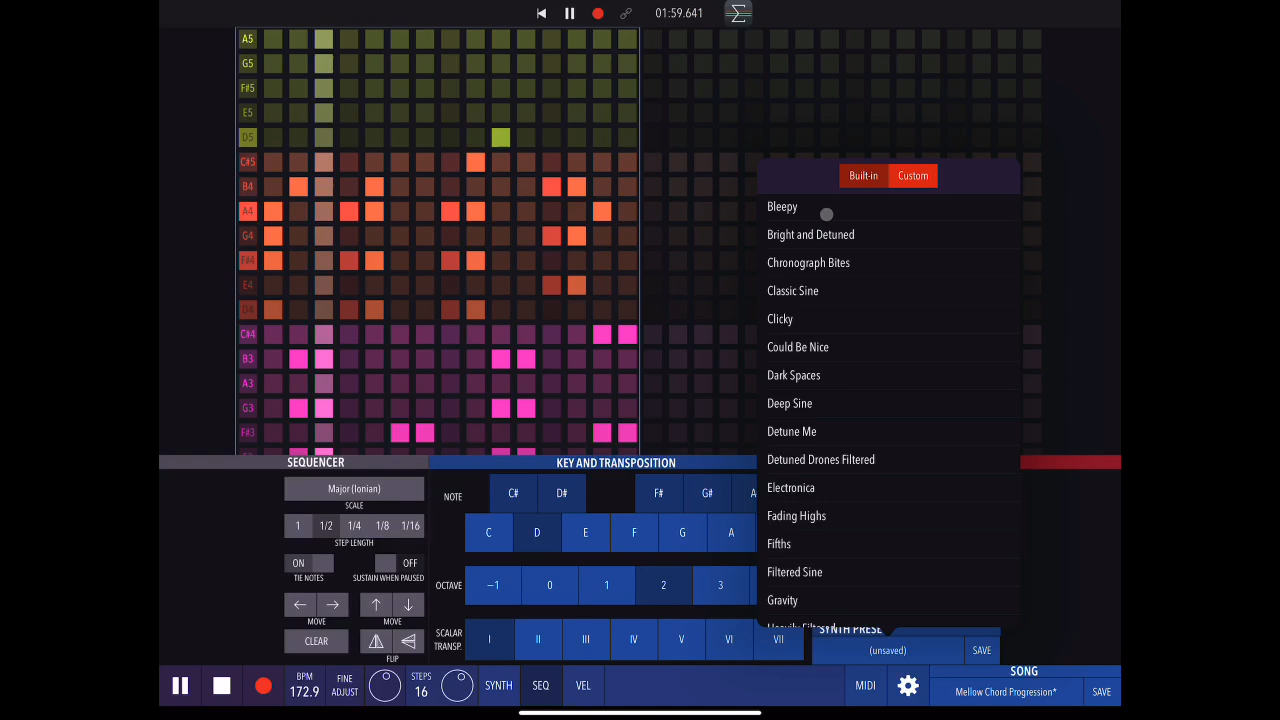 01:59.641
A5
G5
F#5
E5
D5
C#5
B4
A4
G4
F#4
E4
D4
C#4
B3
A3
G3
F#3
Built-in Custom
Bleepy
Bright and Detuned
Chronograph Bites
Classic Sine
Clicky
Could Be Nice
Dark Spaces
Deep Sine
Detune Me
Detuned Drones Filtered
Electronica
Fading Highs
Fifths
Filtered Sine
Gravity
SEQUENCER
Major (Ionian)
SCALE
1 1/2 1/4 1/8 1/16
STEP LENGTH
ON OFF
TIE NOTES SUSTAIN WHEN PAUSED
MOVE MOVE
CLEAR
FLIP
KEY AND TRANSPOSITION
NOTE
C# D# F# G#
C D E F G A
OCTAVE −1 0 1 2 3
SCALAR TRANSP. I II III IV V VI VII
SYNTH PRESE
(unsaved) SAVE
BPM
172.9
FINE ADJUST
STEPS
16
SYNTH SEQ VEL
MIDI
SONG
Mellow Chord Progression* SAVE